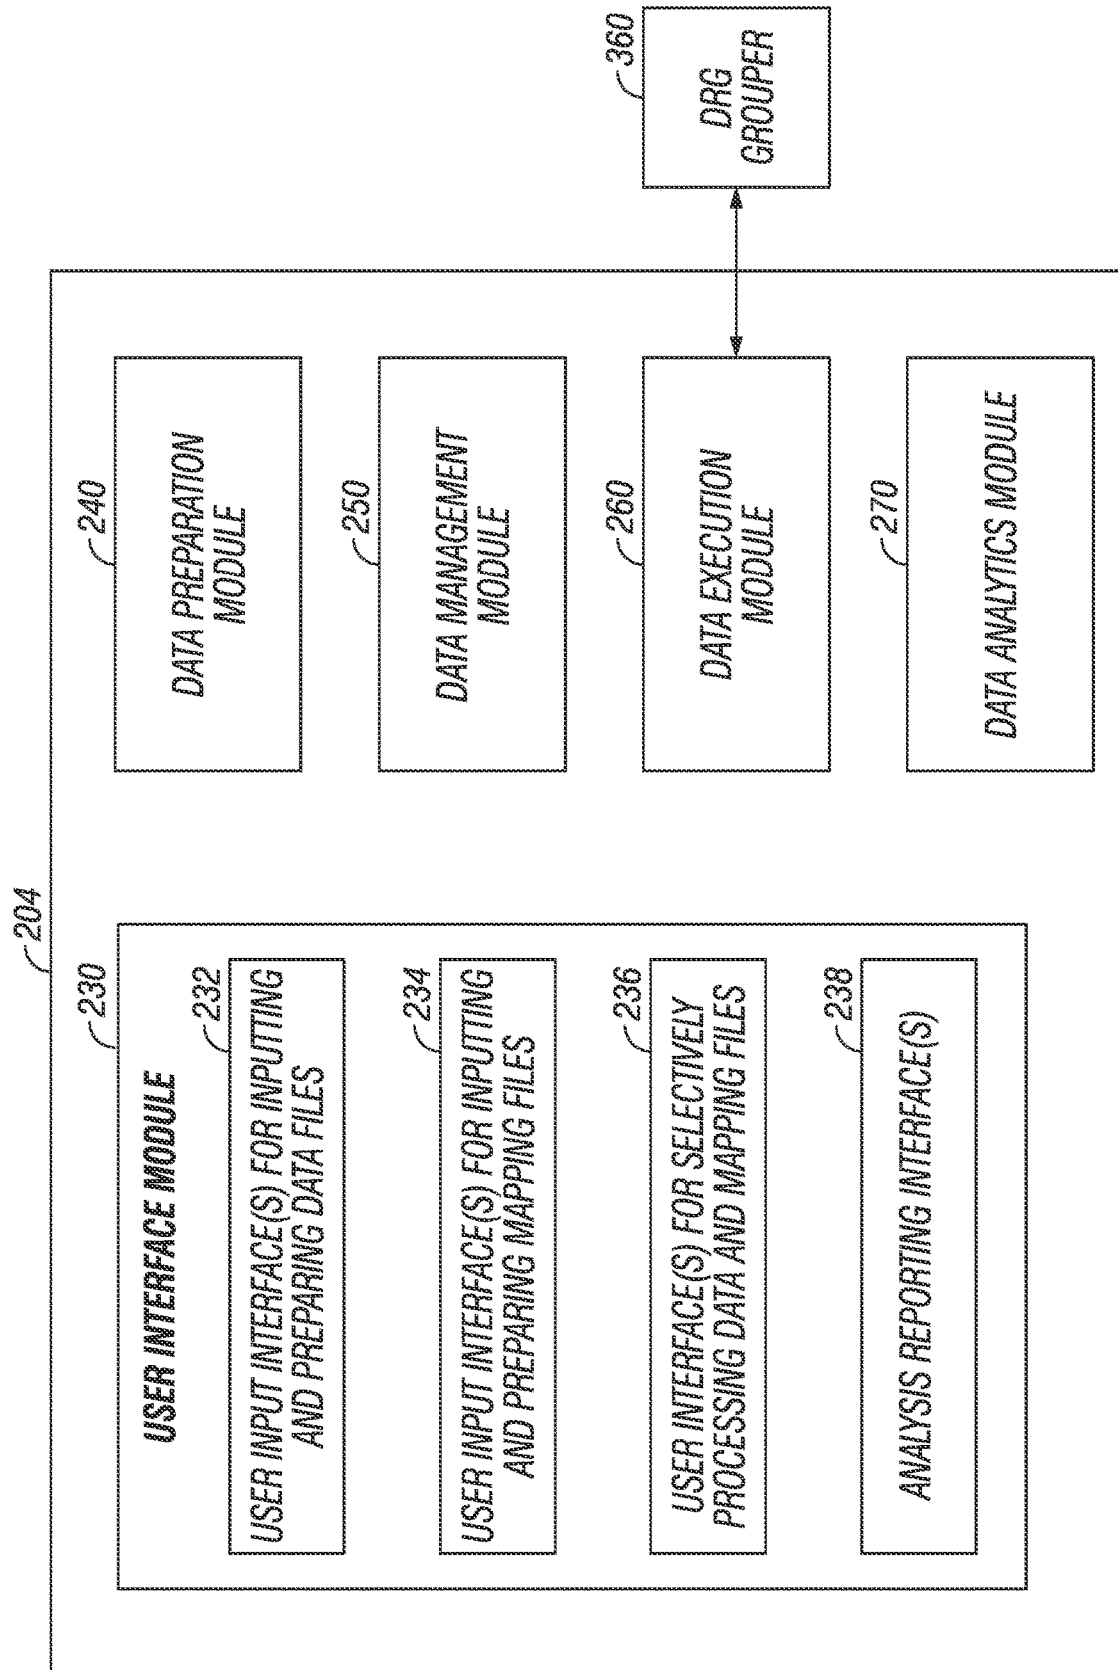 204
230
USER INTERFACE MODULE
232
USER INPUT INTERFACE(S) FOR INPUTTING
AND PREPARING DATA FILES
234
USER INPUT INTERFACE(S) FOR INPUTTING
AND PREPARING MAPPING FILES
236
USER INTERFACE(S) FOR SELECTIVELY
PROCESSING DATA AND MAPPING FILES
238
ANALYSIS REPORTING INTERFACE(S)
240
DATA PREPARATION
MODULE
250
DATA MANAGEMENT
MODULE
260
DATA EXECUTION
MODULE
270
DATA ANALYTICS MODULE
360
DRG
GROUPER